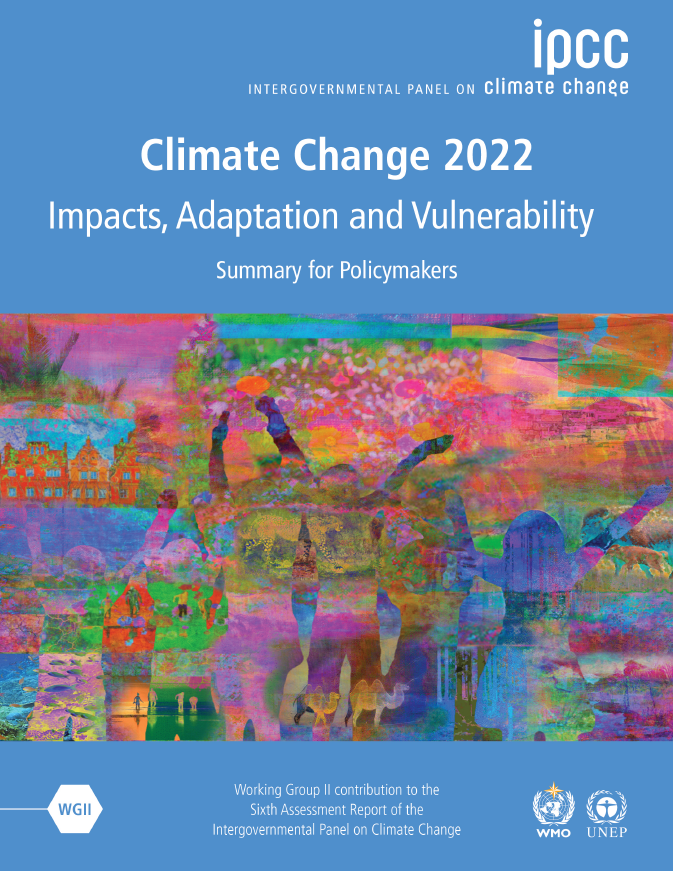 ipcc
INTERGOVERNMENTAL PANEL ON climate change
Climate Change 2022
Impacts, Adaptation and Vulnerability
Summary for Policymakers
WGII
Working Group II contribution to the
Sixth Assessment Report of the
Intergovernmental Panel on Climate Change
WMO
UNEP